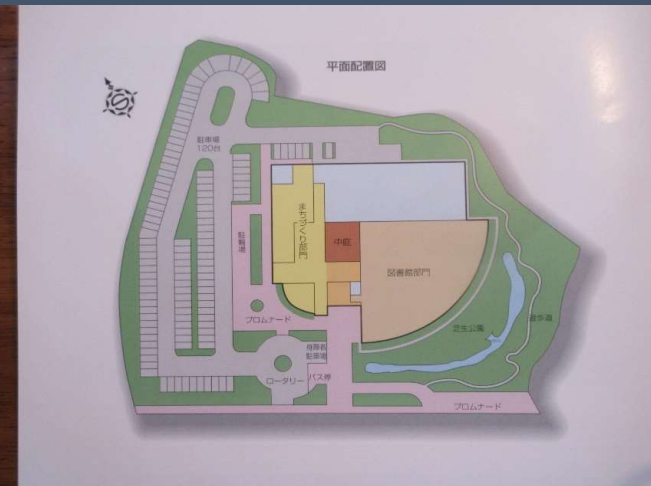 平面配置図
S
駐車場
120台
まちづくり部門
駐輪場
中庭
図書館部門
プロムナード
身障者
駐車場
ロータリー
バス停
芝生公園
遊歩道
プロムナード